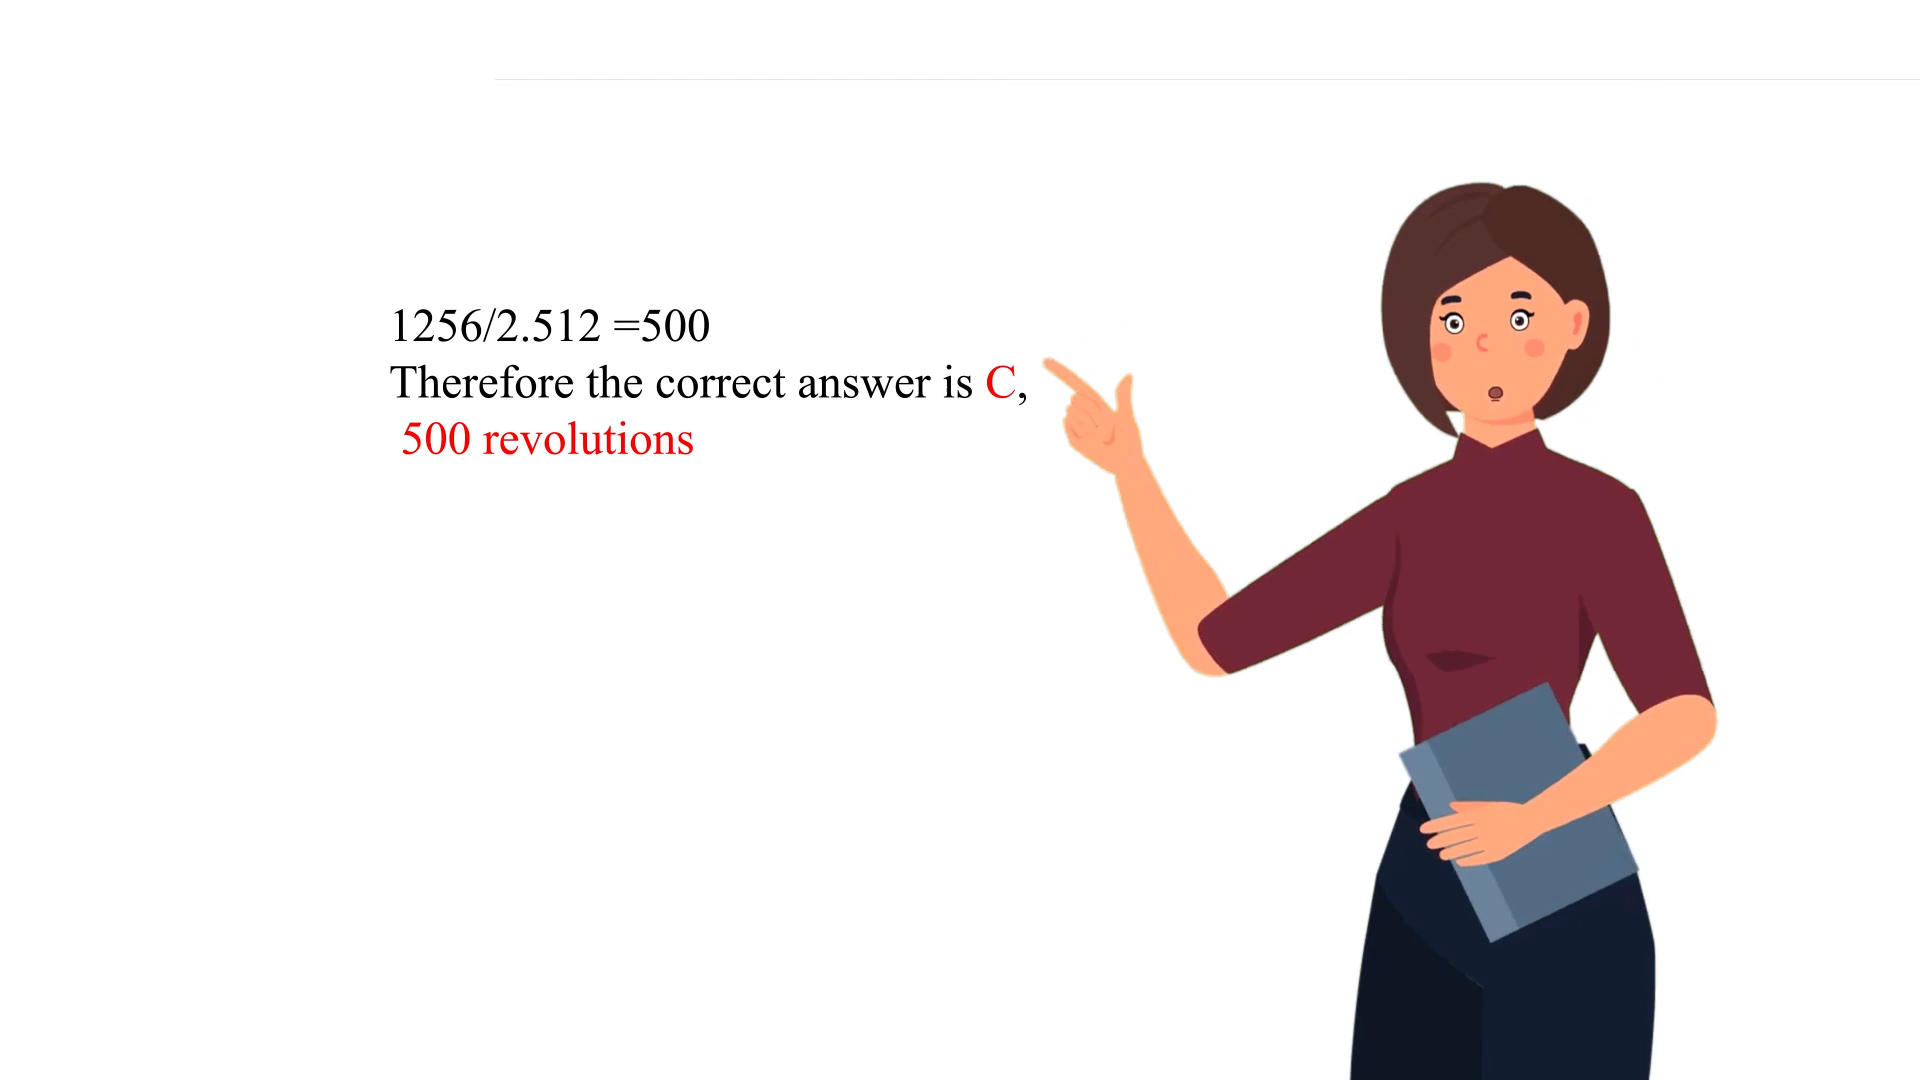 1256/2.512 =500
Therefore the correct answer is C,
500 revolutions